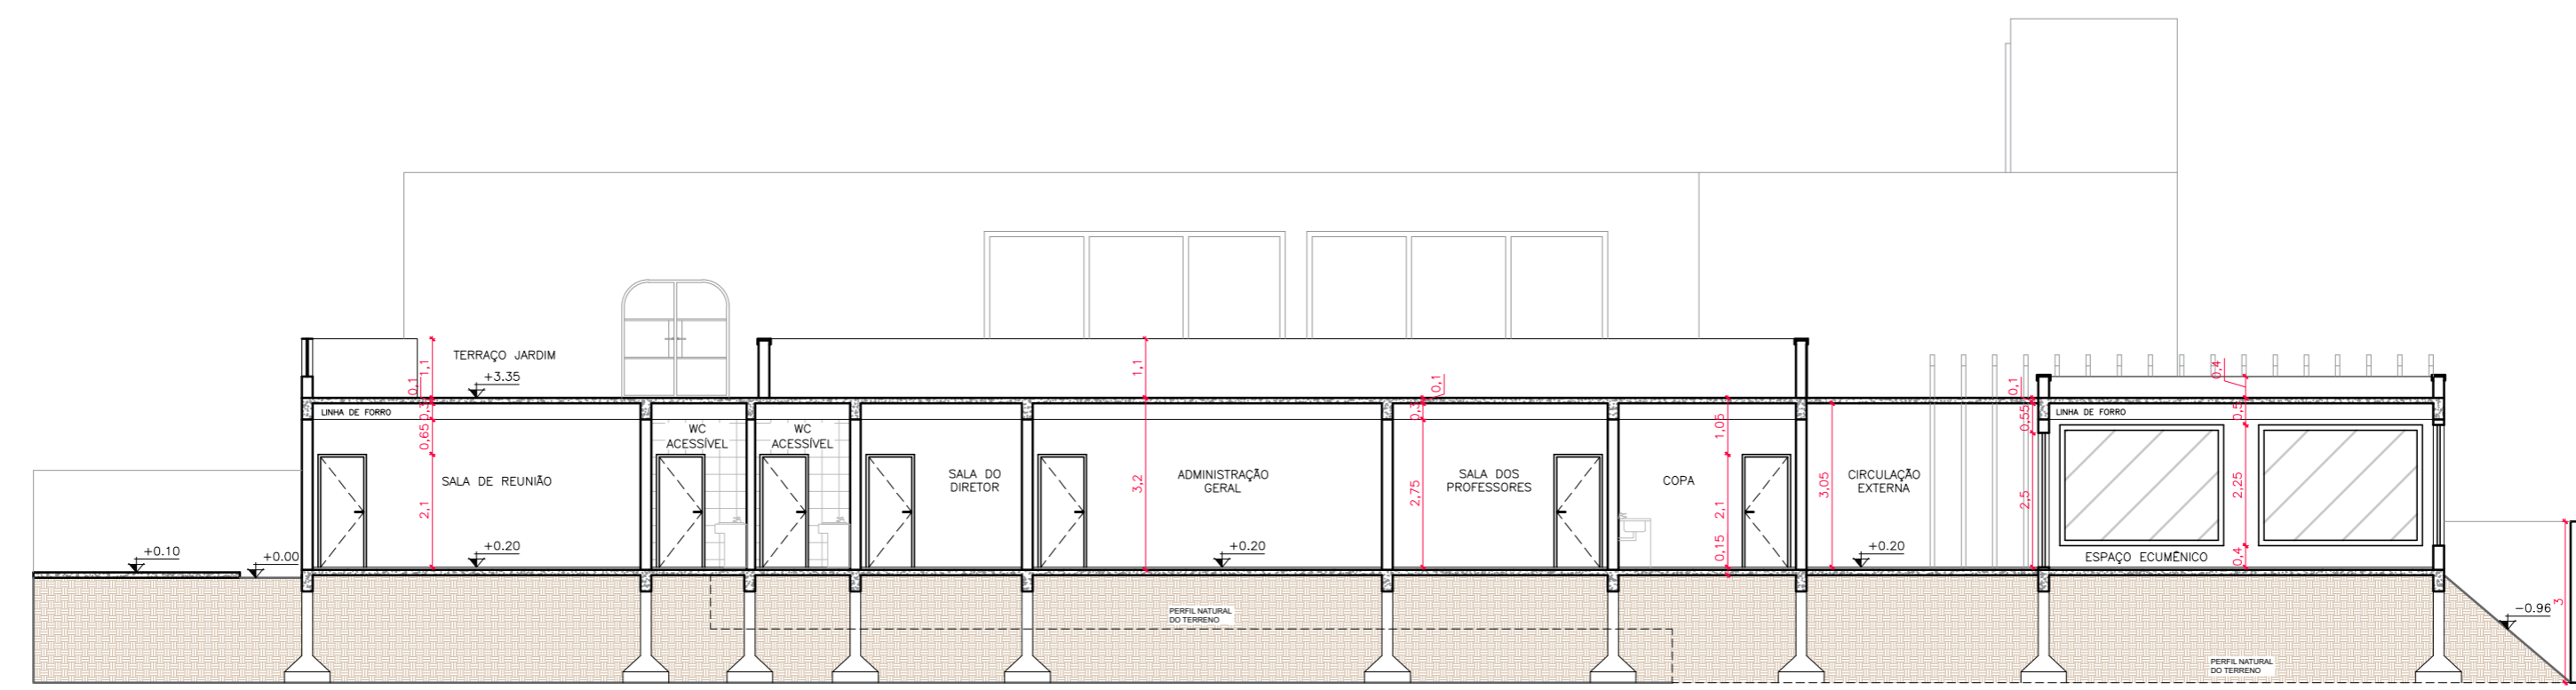 TERRAÇO JARDIM
+3.35
1,1
0,1
0,3
0,65
2,1
LINHA DE FORRO
SALA DE REUNIÃO
+0.20
+0.10
+0.00
WC
ACESSÍVEL
WC
ACESSÍVEL
SALA DO
DIRETOR
1,1
3,2
ADMINISTRAÇÃO
GERAL
+0.20
0,1
0,3
2,75
SALA DOS
PROFESSORES
COPA
1,05
2,1
0,15
3,05
CIRCULAÇÃO
EXTERNA
+0.20
0,1
0,55
2,5
LINHA DE FORRO
0,4
0,5
2,25
0,4
ESPAÇO ECUMÊNICO
3
-0.96
PERFIL NATURAL
DO TERRENO
PERFIL NATURAL
DO TERRENO